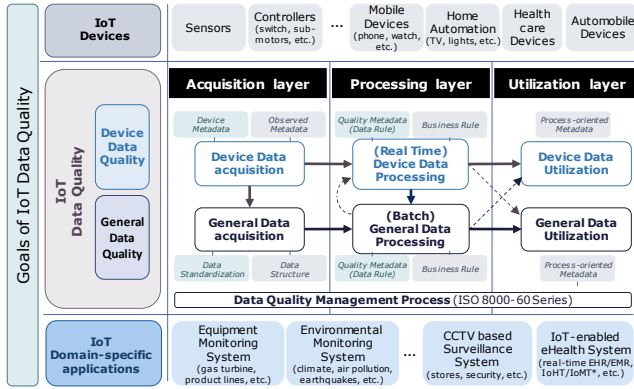 Goals of IoT Data Quality
IoT
Devices
Sensors
Controllers
(switch, sub-
motors, etc.)
...
Mobile
Devices
(phone, watch,
etc.)
Home
Automation
(TV, lights, etc.)
Health
care
Devices
Automobile
Devices
IoT
Data Quality
Device
Data
Quality
General
Data
Quality
Acquisition layer
Processing layer
Utilization layer
Device
Metadata
Observed
Metadata
Quality Metadata
(Data Rule)
Business Rule
Process-oriented
Metadata
Device Data
acquisition
(Real Time)
Device Data
Processing
Device Data
Utilization
General Data
acquisition
(Batch)
General Data
Processing
General Data
Utilization
Data
Standardization
Data
Structure
Quality Metadata
(Data Rule)
Business Rule
Process-oriented
Metadata
Data Quality Management Process (ISO 8000-60 Series)
IoT
Domain-specific
applications
Equipment
Monitoring
System
(gas turbine,
product lines, etc.)
Environmental
Monitoring
System
(climate, air pollution,
earthquakes, etc.)
...
CCTV based
Surveillance
System
(stores, security, etc.)
IoT-enabled
eHealth System
(real-time EHR/EMR,
IoHT/IoMT*, etc.)